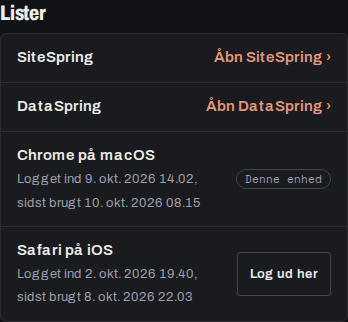 Lister
SiteSpring
Åbn SiteSpring ›
DataSpring
Åbn DataSpring ›
Chrome på macOS
Logget ind 9. okt. 2026 14.02,
sidst brugt 10. okt. 2026 08.15
Denne enhed
Safari på iOS
Logget ind 2. okt. 2026 19.40,
sidst brugt 8. okt. 2026 22.03
Log ud her